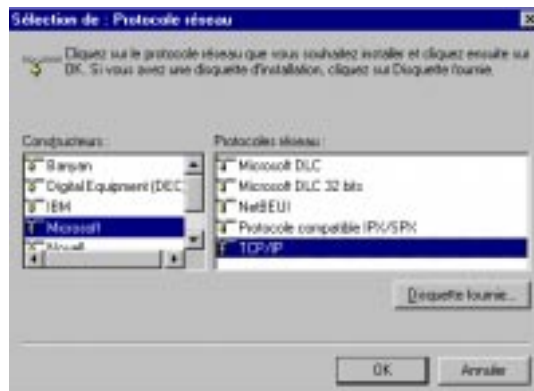 Sélection de : Protocole réseau
Cliquez sur le protocole réseau que vous souhaitez installer et cliquez ensuite sur
OK. Si vous avez une disquette d'installation, cliquez sur Disquette fournie.
Constructeurs :
Banyan
Digital Equipment (DEC
IBM
Microsoft
Novell
Protocoles réseau :
Microsoft DLC
Microsoft DLC 32 bits
NetBEUI
Protocole compatible IPX/SPX
TCP/IP
Disquette fournie...
OK
Annuler